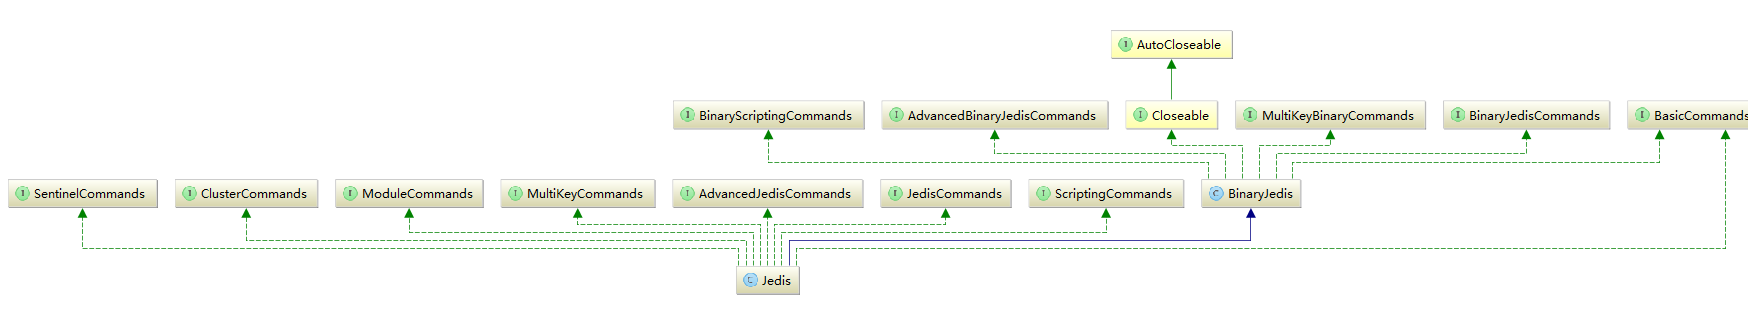 AutoCloseable
BinaryScriptingCommands
AdvancedBinaryJedisCommands
Closeable
MultiKeyBinaryCommands
BinaryJedisCommands
BasicCommands
SentinelCommands
ClusterCommands
ModuleCommands
MultiKeyCommands
AdvancedJedisCommands
JedisCommands
ScriptingCommands
BinaryJedis
Jedis